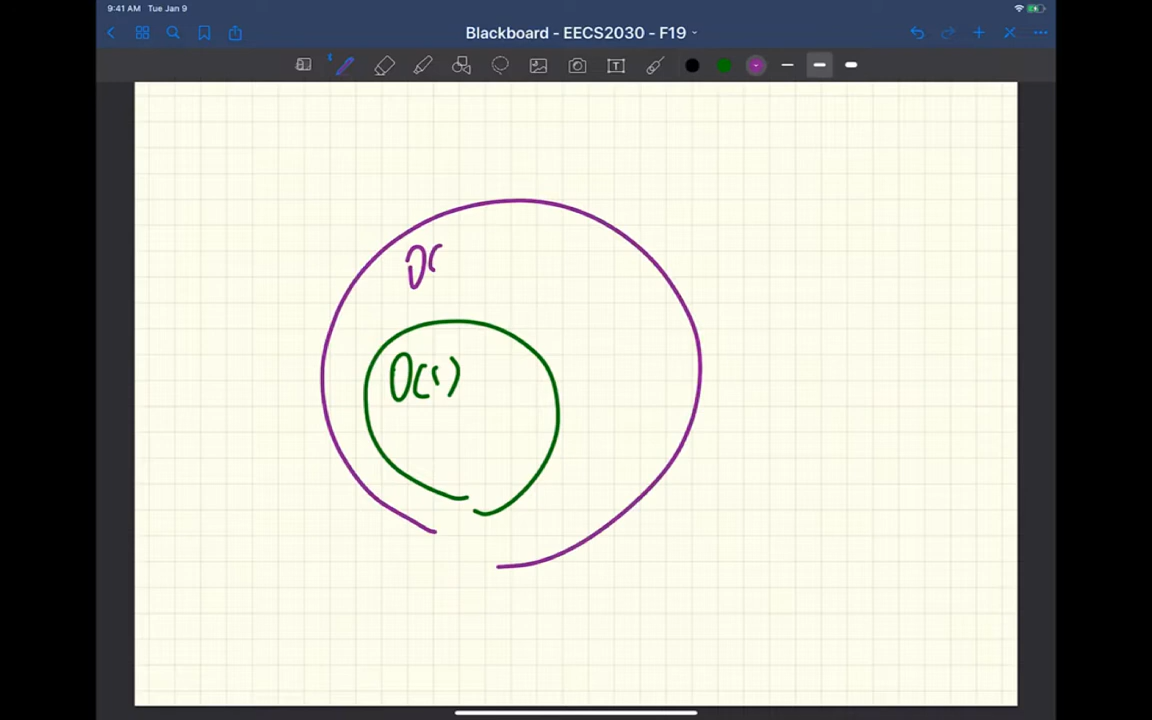 9:41 AM Tue Jan 9
Blackboard - EECS2030 - F19
O(
O(1)